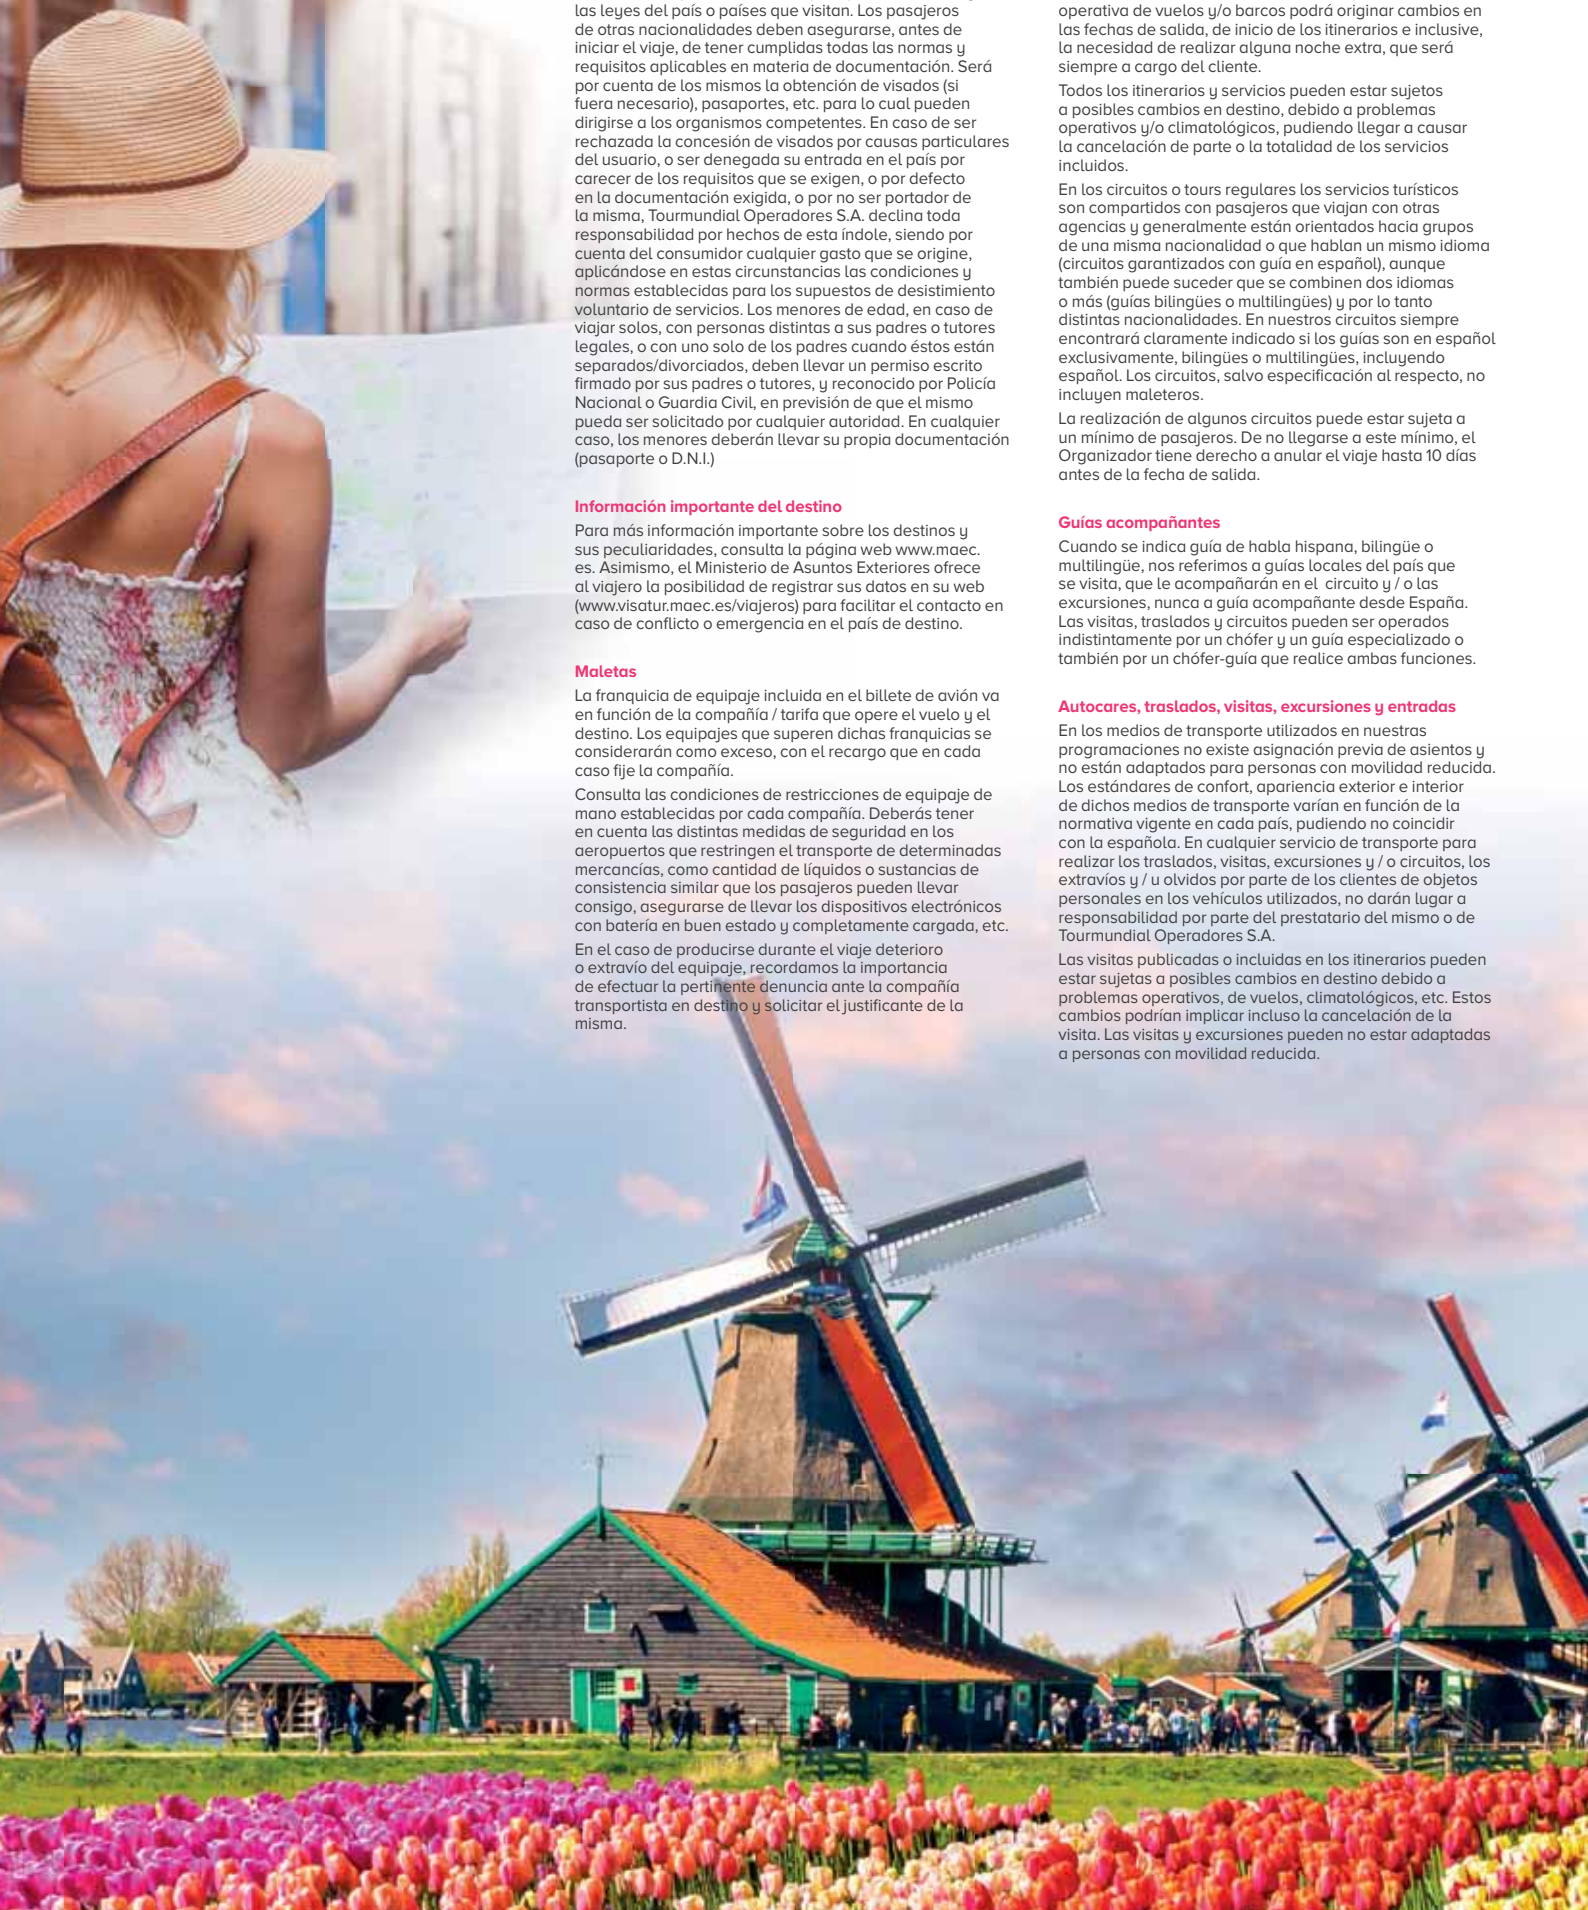 las leyes del país o países que visitan. Los pasajeros
de otras nacionalidades deben asegurarse, antes de
iniciar el viaje, de tener cumplidas todas las normas y
requisitos aplicables en materia de documentación. Será
por cuenta de los mismos la obtención de visados (si
fuera necesario), pasaportes, etc. para lo cual pueden
dirigirse a los organismos competentes. En caso de ser
rechazada la concesión de visados por causas particulares
del usuario, o ser denegada su entrada en el país por
carecer de los requisitos que se exigen, o por defecto
en la documentación exigida, o por no ser portador de
la misma, Tourmundial Operadores S.A. declina toda
responsabilidad por hechos de esta índole, siendo por
cuenta del consumidor cualquier gasto que se origine,
aplicándose en estas circunstancias las condiciones y
normas establecidas para los supuestos de desistimiento
voluntario de servicios. Los menores de edad, en caso de
viajar solos, con personas distintas a sus padres o tutores
legales, o con uno solo de los padres cuando éstos están
separados/divorciados, deben llevar un permiso escrito
firmado por sus padres o tutores, y reconocido por Policía
Nacional o Guardia Civil, en previsión de que el mismo
pueda ser solicitado por cualquier autoridad. En cualquier
caso, los menores deberán llevar su propia documentación
(pasaporte o D.N.I.)
Información importante del destino
Para más información importante sobre los destinos y
sus peculiaridades, consulta la página web www.maec.
es. Asimismo, el Ministerio de Asuntos Exteriores ofrece
al viajero la posibilidad de registrar sus datos en su web
(www.visatur.maec.es/viajeros) para facilitar el contacto en
caso de conflicto o emergencia en el país de destino.
Maletas
La franquicia de equipaje incluida en el billete de avión va
en función de la compañía / tarifa que opere el vuelo y el
destino. Los equipajes que superen dichas franquicias se
considerarán como exceso, con el recargo que en cada
caso fije la compañía.
Consulta las condiciones de restricciones de equipaje de
mano establecidas por cada compañía. Deberás tener
en cuenta las distintas medidas de seguridad en los
aeropuertos que restringen el transporte de determinadas
mercancías, como cantidad de líquidos o sustancias de
consistencia similar que los pasajeros pueden llevar
consigo, asegurarse de llevar los dispositivos electrónicos
con batería en buen estado y completamente cargada, etc.
En el caso de producirse durante el viaje deterioro
o extravío del equipaje, recordamos la importancia
de efectuar la pertinente denuncia ante la compañía
transportista en destino y solicitar el justificante de la
misma.
operativa de vuelos y/o barcos podrá originar cambios en
las fechas de salida, de inicio de los itinerarios e inclusive,
la necesidad de realizar alguna noche extra, que será
siempre a cargo del cliente.
Todos los itinerarios y servicios pueden estar sujetos
a posibles cambios en destino, debido a problemas
operativos y/o climatológicos, pudiendo llegar a causar
la cancelación de parte o la totalidad de los servicios
incluidos.
En los circuitos o tours regulares los servicios turísticos
son compartidos con pasajeros que viajan con otras
agencias y generalmente están orientados hacia grupos
de una misma nacionalidad o que hablan un mismo idioma
(circuitos garantizados con guía en español), aunque
también puede suceder que se combinen dos idiomas
o más (guías bilingües o multilingües) y por lo tanto
distintas nacionalidades. En nuestros circuitos siempre
encontrará claramente indicado si los guías son en español
exclusivamente, bilingües o multilingües, incluyendo
español. Los circuitos, salvo especificación al respecto, no
incluyen maleteros.
La realización de algunos circuitos puede estar sujeta a
un mínimo de pasajeros. De no llegarse a este mínimo, el
Organizador tiene derecho a anular el viaje hasta 10 días
antes de la fecha de salida.
Guías acompañantes
Cuando se indica guía de habla hispana, bilingüe o
multilingüe, nos referimos a guías locales del país que
se visita, que le acompañarán en el circuito y / o las
excursiones, nunca a guía acompañante desde España.
Las visitas, traslados y circuitos pueden ser operados
indistintamente por un chófer y un guía especializado o
también por un chófer-guía que realice ambas funciones.
Autocares, traslados, visitas, excursiones y entradas
En los medios de transporte utilizados en nuestras
programaciones no existe asignación previa de asientos y
no están adaptados para personas con movilidad reducida.
Los estándares de confort, apariencia exterior e interior
de dichos medios de transporte varían en función de la
normativa vigente en cada país, pudiendo no coincidir
con la española. En cualquier servicio de transporte para
realizar los traslados, visitas, excursiones y / o circuitos, los
extravíos y / u olvidos por parte de los clientes de objetos
personales en los vehículos utilizados, no darán lugar a
responsabilidad por parte del prestatario del mismo o de
Tourmundial Operadores S.A.
Las visitas publicadas o incluidas en los itinerarios pueden
estar sujetas a posibles cambios en destino debido a
problemas operativos, de vuelos, climatológicos, etc. Estos
cambios podrían implicar incluso la cancelación de la
visita. Las visitas y excursiones pueden no estar adaptadas
a personas con movilidad reducida.